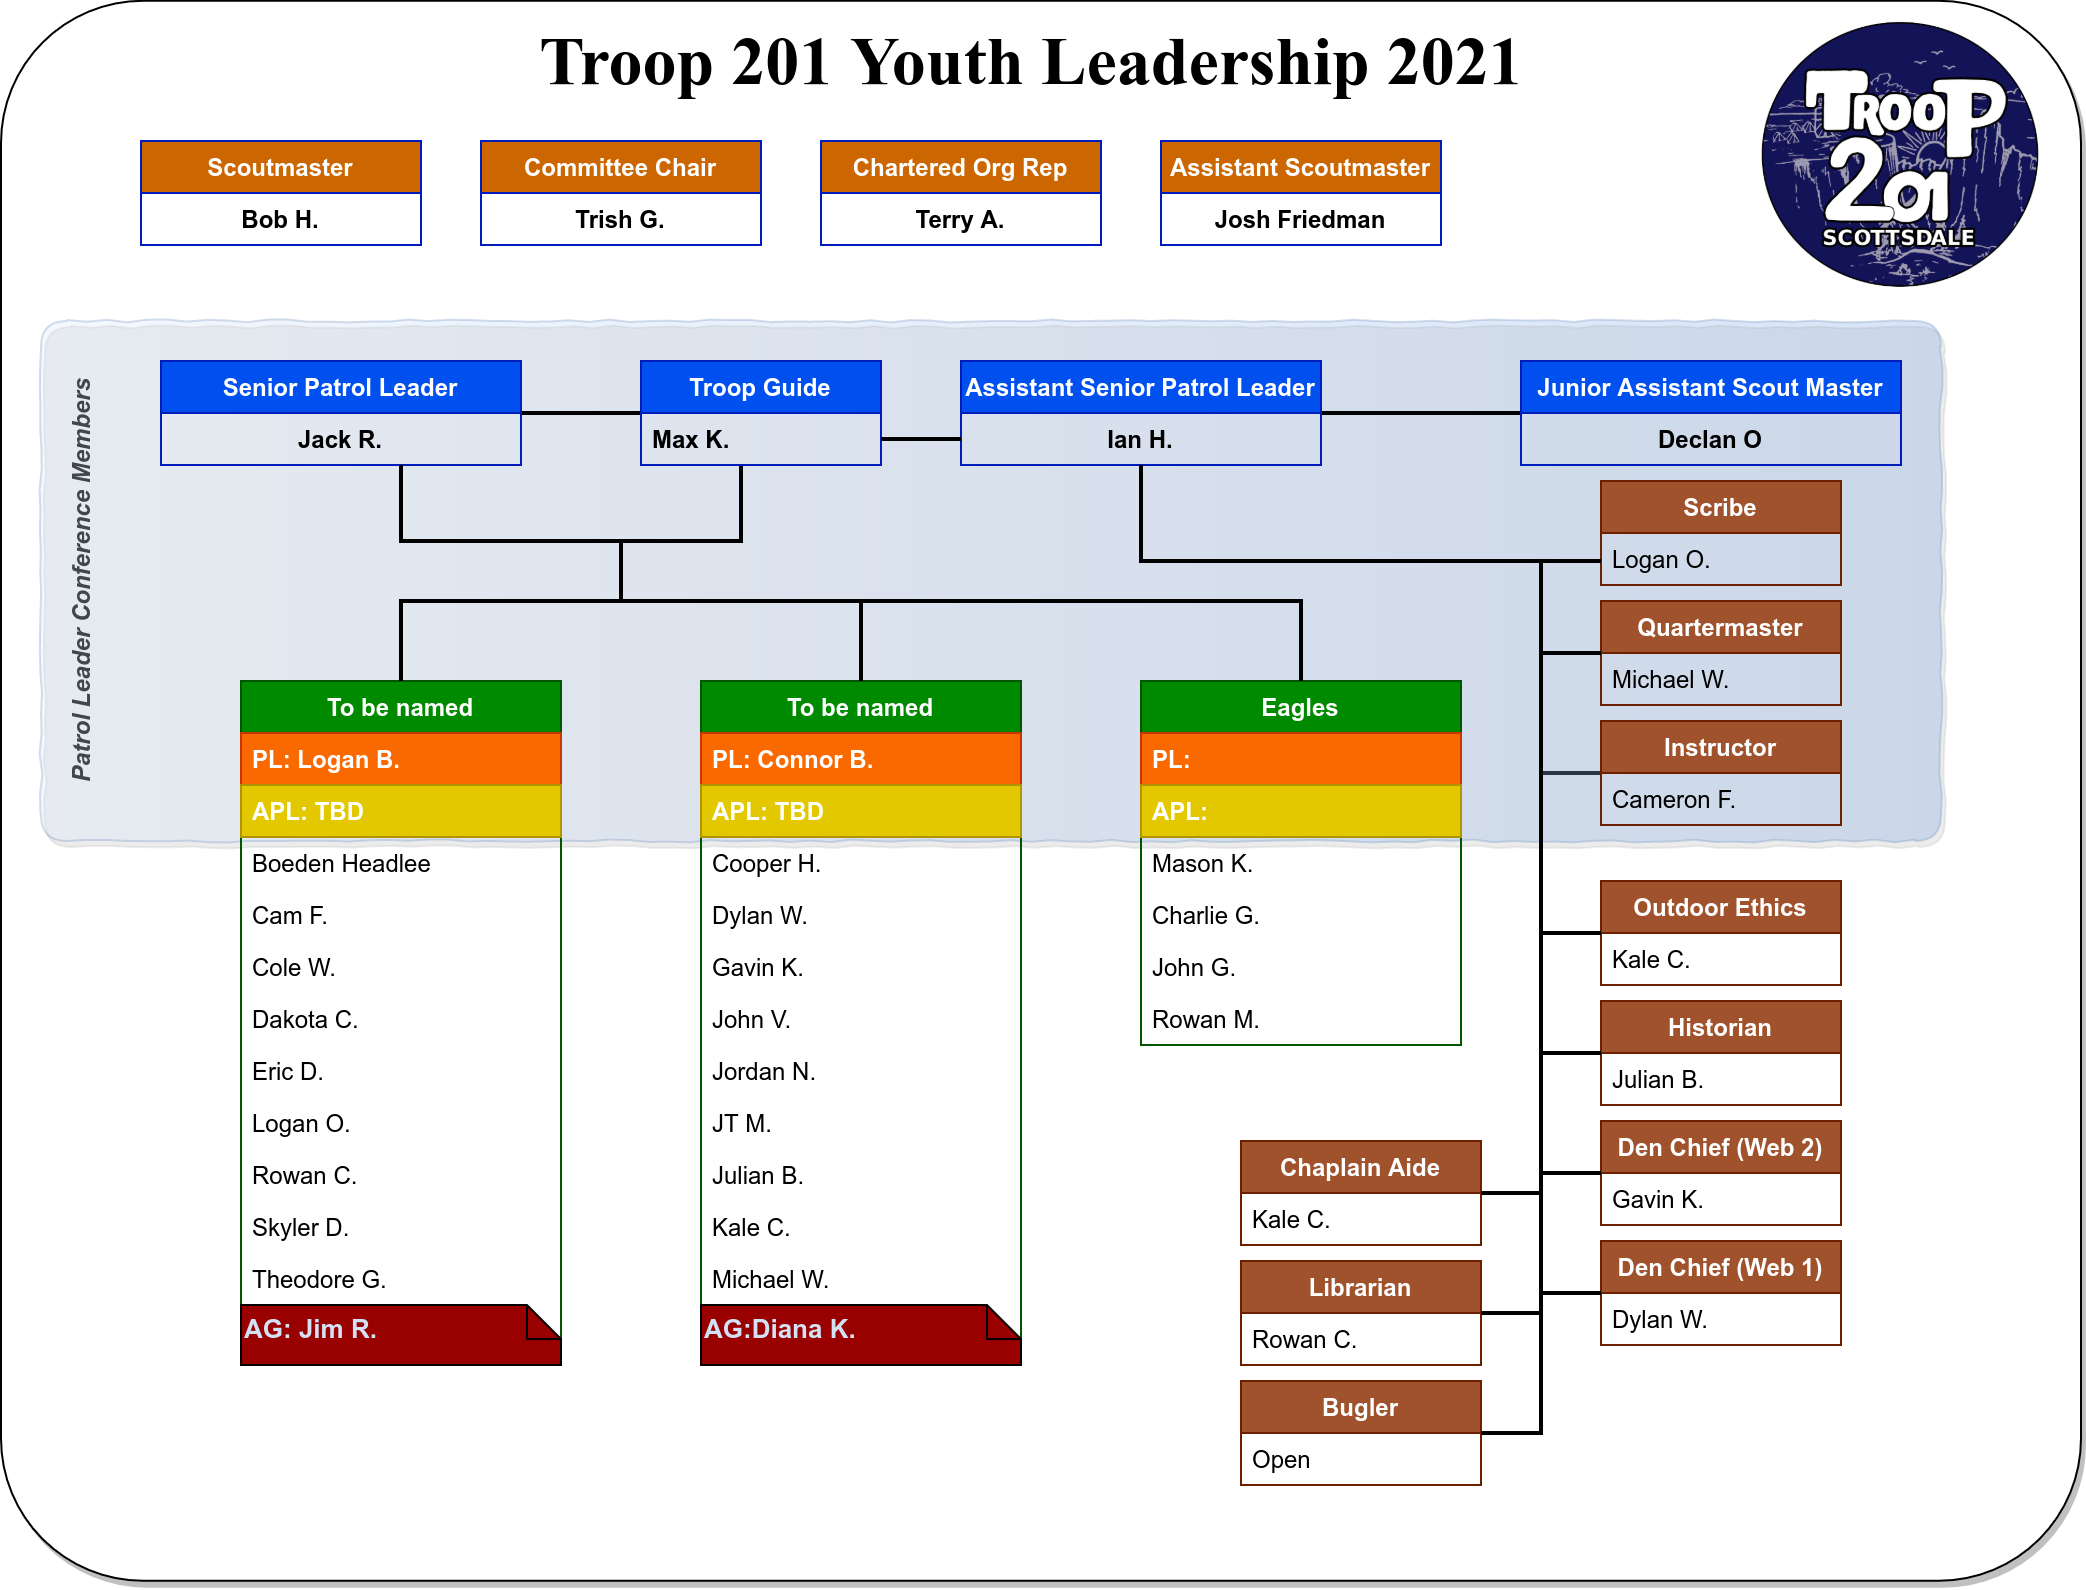 Troop 201 Youth Leadership 2021
TROOP
201
SCOTTSDALE
Scoutmaster
Bob H.
Committee Chair
Trish G.
Chartered Org Rep
Terry A.
Assistant Scoutmaster
Josh Friedman
Patrol Leader Conference Members
Senior Patrol Leader
Jack R.
Troop Guide
Max K.
Assistant Senior Patrol Leader
Ian H.
Junior Assistant Scout Master
Declan O
Scribe
Logan O.
Quartermaster
Michael W.
Instructor
Cameron F.
To be named
PL: Logan B.
APL: TBD
Boeden Headlee
Cam F.
Cole W.
Dakota C.
Eric D.
Logan O.
Rowan C.
Skyler D.
Theodore G.
AG: Jim R.
To be named
PL: Connor B.
APL: TBD
Cooper H.
Dylan W.
Gavin K.
John V.
Jordan N.
JT M.
Julian B.
Kale C.
Michael W.
AG:Diana K.
Eagles
PL:
APL:
Mason K.
Charlie G.
John G.
Rowan M.
Chaplain Aide
Kale C.
Librarian
Rowan C.
Bugler
Open
Outdoor Ethics
Kale C.
Historian
Julian B.
Den Chief (Web 2)
Gavin K.
Den Chief (Web 1)
Dylan W.